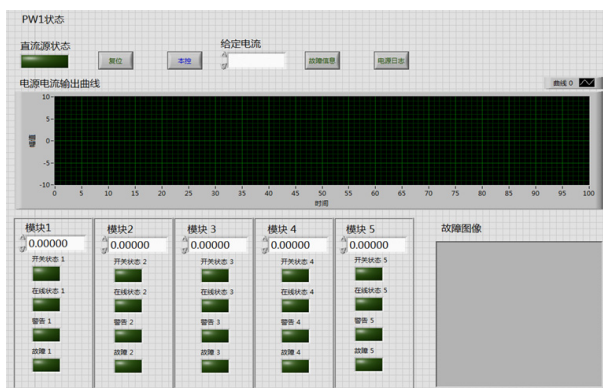 PW1状态
直流源状态
给定电流
复位
本控
故障信息
电源日志
电源电流输出曲线
曲线 0
幅值
10
5
0
-5
-10
0 5 10 15 20 25 30 35 40 45 50 55 60 65 70 75 80 85 90 95 100
时间
模块1 模块2 模块 3 模块 4 模块 5 故障图像
0.00000 0.00000 0.00000 0.00000 0.00000
开关状态 1 开关状态 2 开关状态 3 开关状态 4 开关状态 5
在线状态 1 在线状态 2 在线状态 3 在线状态 4 在线状态 5
警告 1 警告 2 警告 3 警告 4 警告 5
故障 1 故障 2 故障 3 故障 4 故障 5